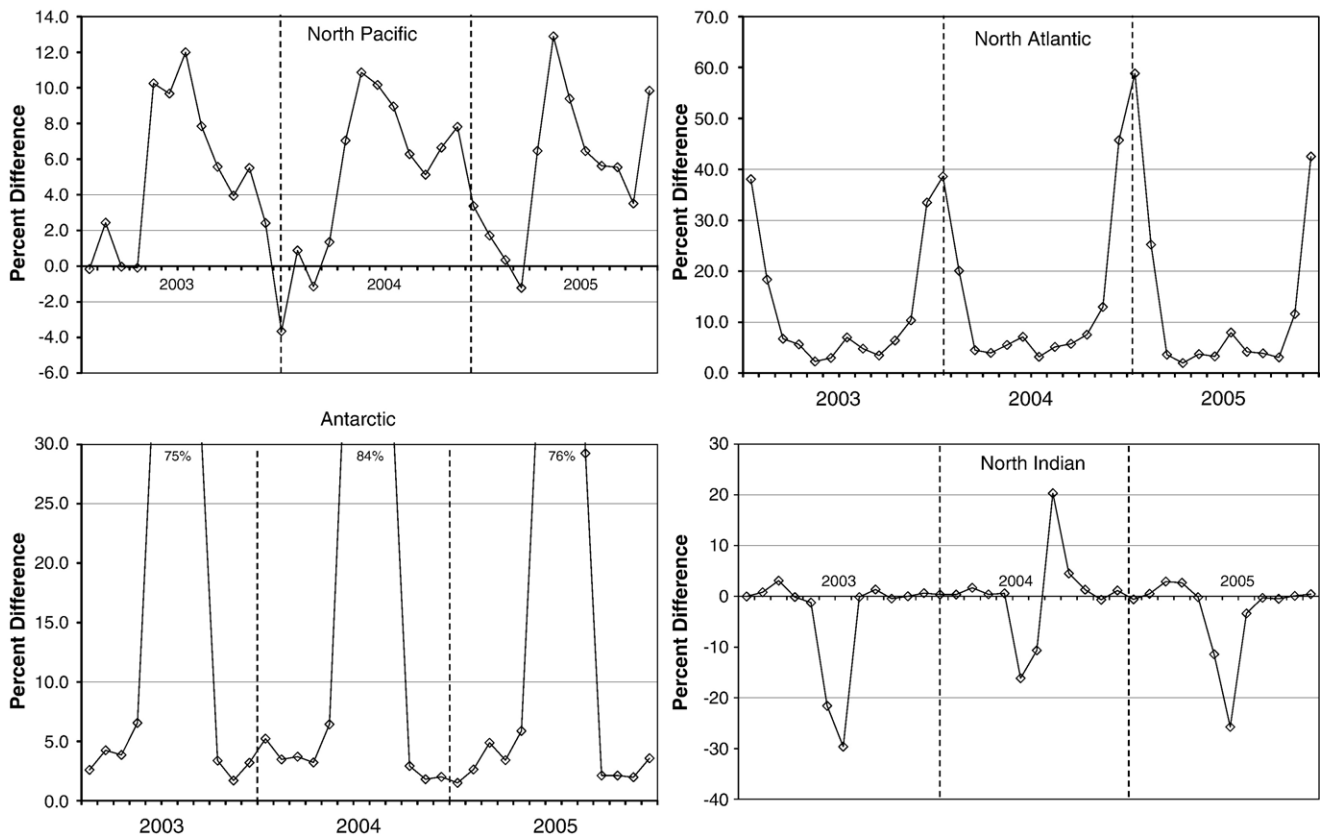 North Pacific
Percent Difference
14.0
12.0
10.0
8.0
6.0
4.0
2.0
0.0
-2.0
-4.0
-6.0
2003 2004 2005
North Atlantic
Percent Difference
70.0
60.0
50.0
40.0
30.0
20.0
10.0
0.0
2003 2004 2005
Antarctic
Percent Difference
30.0
25.0
20.0
15.0
10.0
5.0
0.0
75% 84% 76%
2003 2004 2005
North Indian
Percent Difference
30
20
10
0
-10
-20
-30
-40
2003 2004 2005